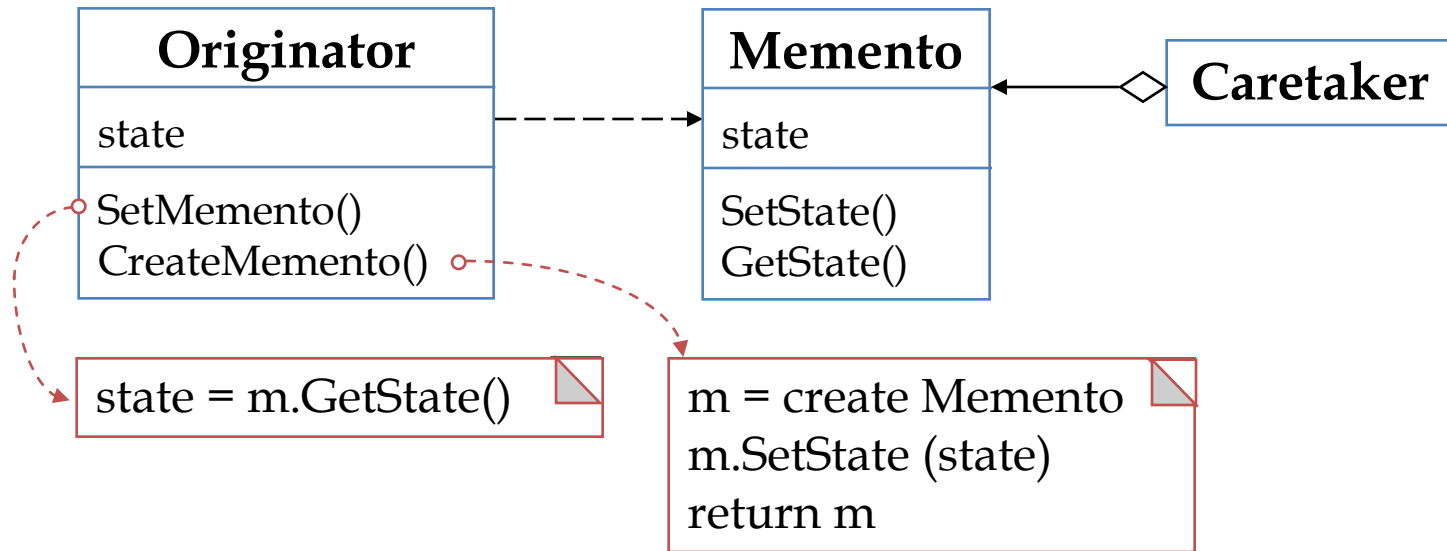 Originator
state
SetMemento()
CreateMemento()
Memento
state
SetState()
GetState()
Caretaker
state = m.GetState()
m = create Memento
m.SetState (state)
return m